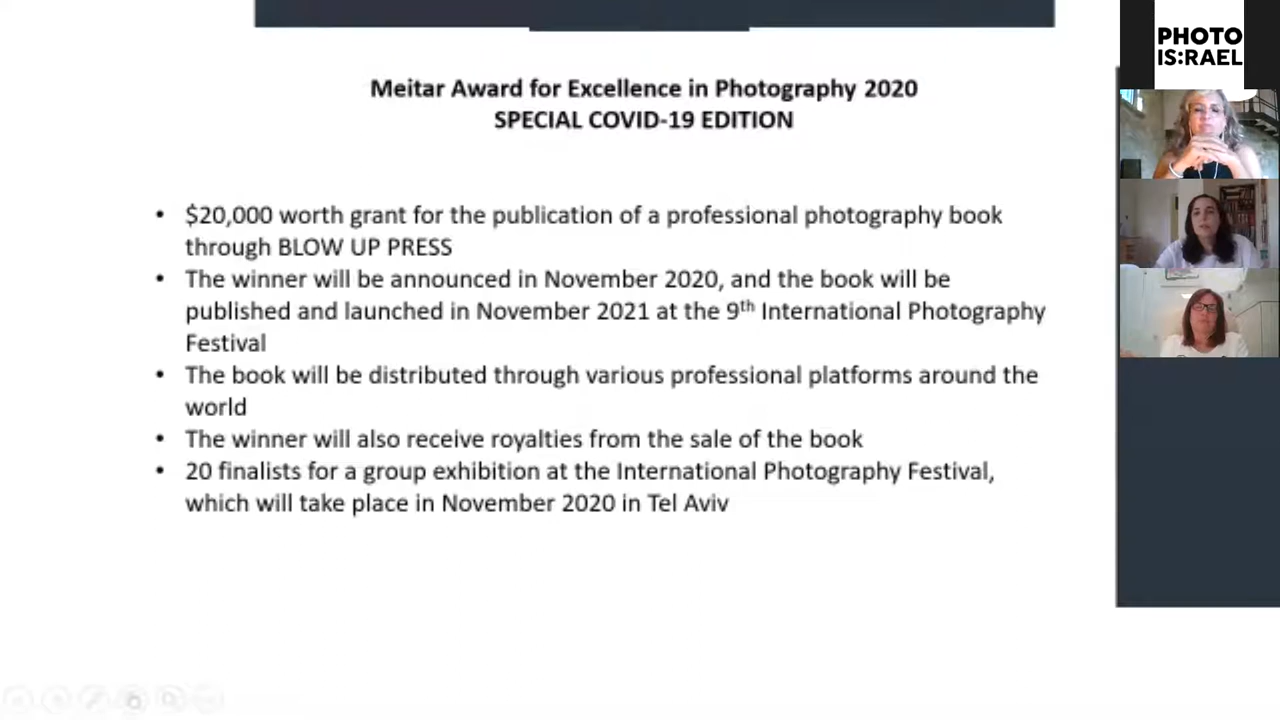 Meitar Award for Excellence in Photography 2020
SPECIAL COVID-19 EDITION
• $20,000 worth grant for the publication of a professional photography book
through BLOW UP PRESS
• The winner will be announced in November 2020, and the book will be
published and launched in November 2021 at the 9th International Photography
Festival
• The book will be distributed through various professional platforms around the
world
• The winner will also receive royalties from the sale of the book
• 20 finalists for a group exhibition at the International Photography Festival,
which will take place in November 2020 in Tel Aviv
PHOTO
IS:RAEL